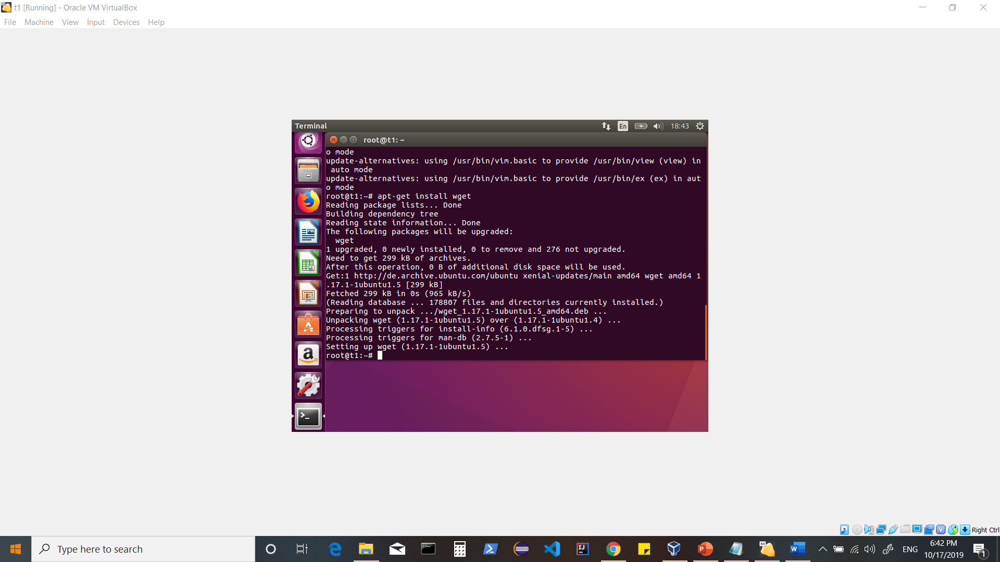 t1 [Running] - Oracle VM VirtualBox
File Machine View Input Devices Help
Terminal En 18:43
root@t1: ~
o mode
update-alternatives: using /usr/bin/vim.basic to provide /usr/bin/view (view) in
 auto mode
update-alternatives: using /usr/bin/vim.basic to provide /usr/bin/ex (ex) in aut
o mode
root@t1:~# apt-get install wget
Reading package lists... Done
Building dependency tree
Reading state information... Done
The following packages will be upgraded:
  wget
1 upgraded, 0 newly installed, 0 to remove and 276 not upgraded.
Need to get 299 kB of archives.
After this operation, 0 B of additional disk space will be used.
Get:1 http://de.archive.ubuntu.com/ubuntu xenial-updates/main amd64 wget amd64 1
.17.1-1ubuntu1.5 [299 kB]
Fetched 299 kB in 0s (965 kB/s)
(Reading database ... 178807 files and directories currently installed.)
Preparing to unpack .../wget_1.17.1-1ubuntu1.5_amd64.deb ...
Unpacking wget (1.17.1-1ubuntu1.5) over (1.17.1-1ubuntu1.4) ...
Processing triggers for install-info (6.1.0.dfsg.1-5) ...
Processing triggers for man-db (2.7.5-1) ...
Setting up wget (1.17.1-1ubuntu1.5) ...
root@t1:~#
Right Ctrl
Type here to search
ENG
6:42 PM
10/17/2019
1